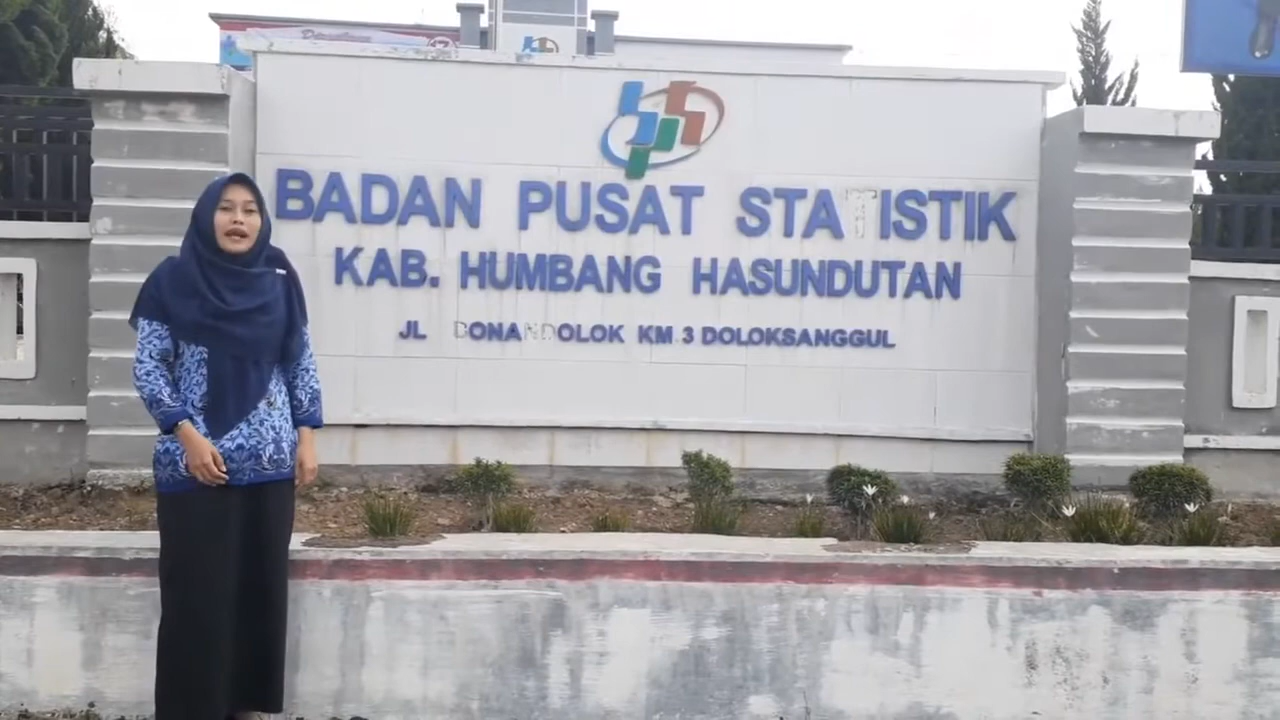 BADAN PUSAT STATISTIK
KAB. HUMBANG HASUNDUTAN
JL DONANDOLOK KM.3 DOLOKSANGGUL